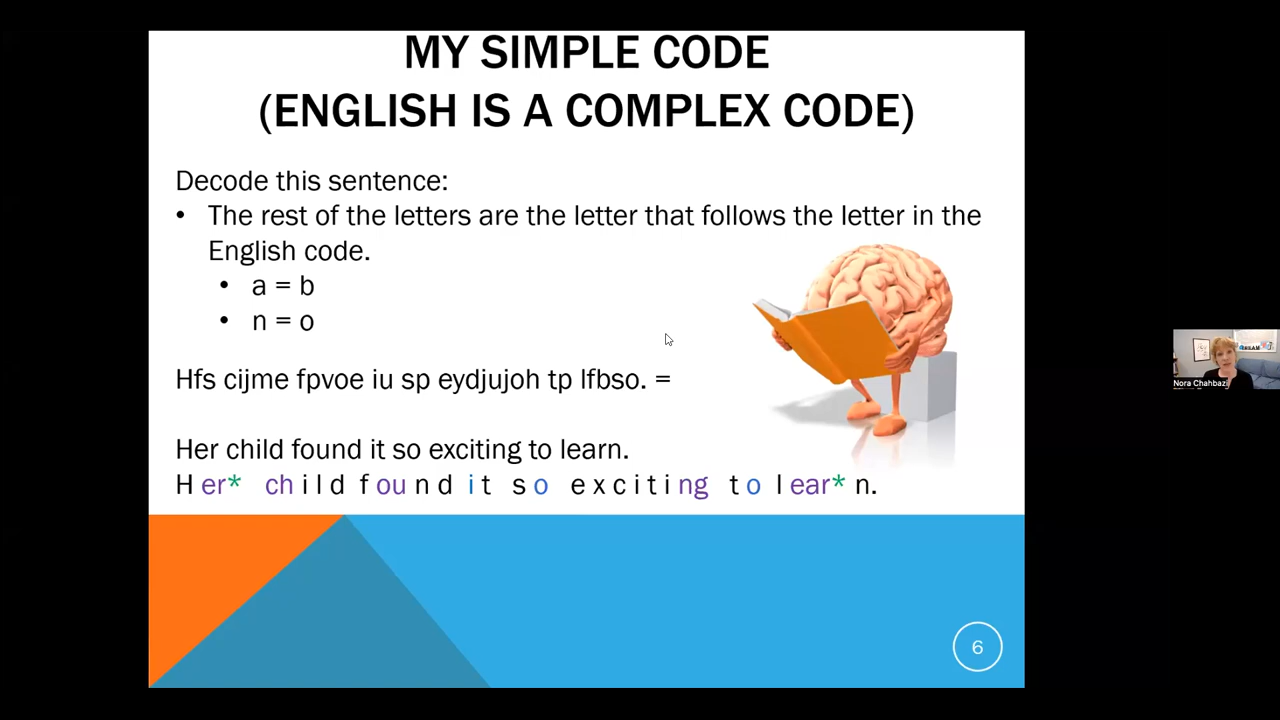 MY SIMPLE CODE
(ENGLISH IS A COMPLEX CODE)
Decode this sentence:
• The rest of the letters are the letter that follows the letter in the
English code.
• a = b
• n = o
Hfs cijme fpvoe iu sp eydjujoh tp lfbso. =
Her child found it so exciting to learn.
H er* ch i l d f ou n d i t s o e x c i t i ng t o l ear* n.
6
Nora Chahbazi